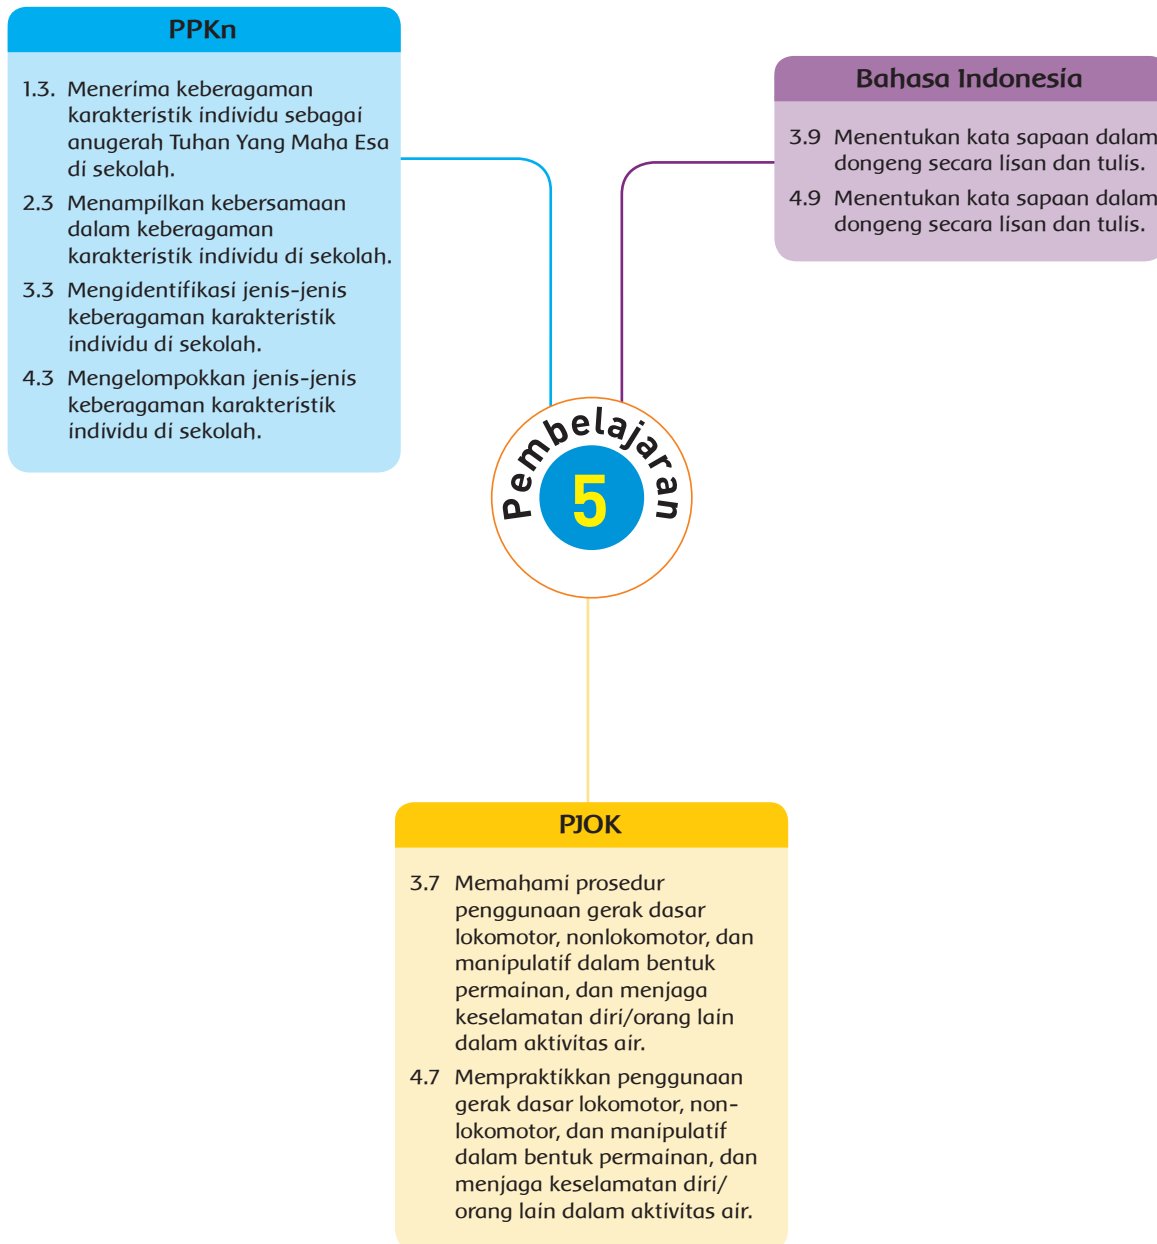 PPKn
1.3. Menerima keberagaman
karakteristik individu sebagai
anugerah Tuhan Yang Maha Esa
di sekolah.
2.3 Menampilkan kebersamaan
dalam keberagaman
karakteristik individu di sekolah.
3.3 Mengidentifikasi jenis-jenis
keberagaman karakteristik
individu di sekolah.
4.3 Mengelompokkan jenis-jenis
keberagaman karakteristik
individu di sekolah.
Bahasa Indonesia
3.9 Menentukan kata sapaan dalam
dongeng secara lisan dan tulis.
4.9 Menentukan kata sapaan dalam
dongeng secara lisan dan tulis.
Pembelajaran
5
PJOK
3.7 Memahami prosedur
penggunaan gerak dasar
lokomotor, nonlokomotor, dan
manipulatif dalam bentuk
permainan, dan menjaga
keselamatan diri/orang lain
dalam aktivitas air.
4.7 Mempraktikkan penggunaan
gerak dasar lokomotor, non-
lokomotor, dan manipulatif
dalam bentuk permainan, dan
menjaga keselamatan diri/
orang lain dalam aktivitas air.